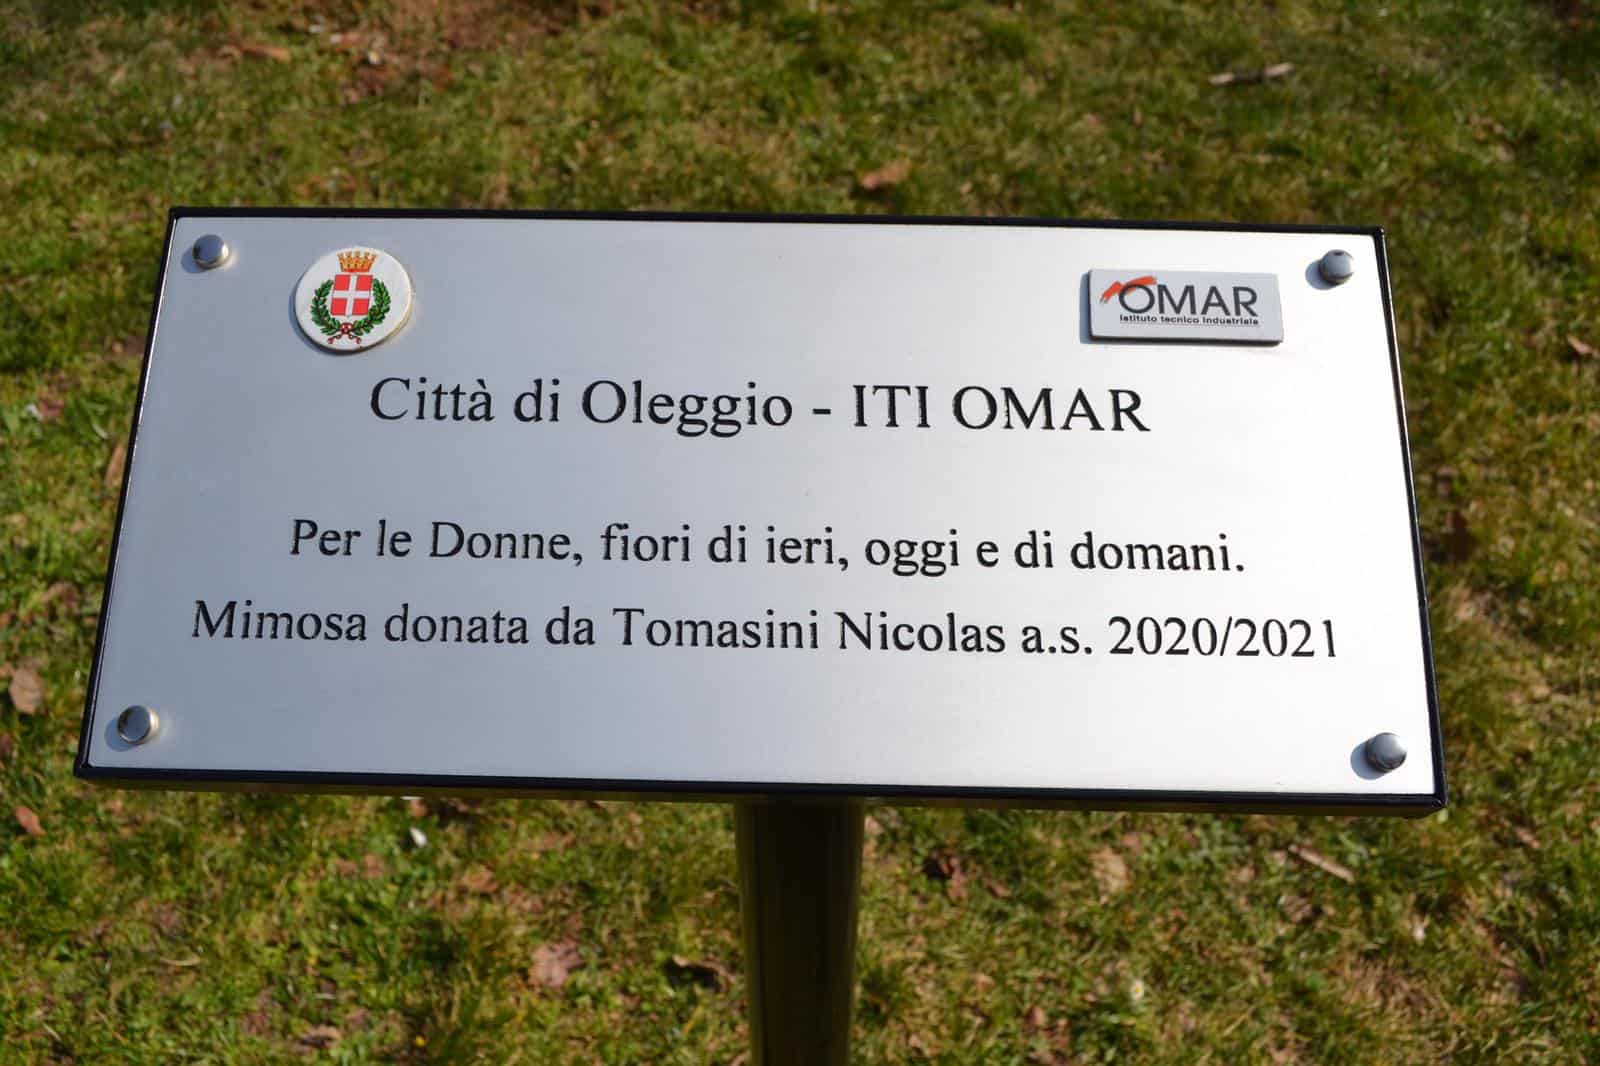 OMAR
istituto tecnico industriale
Città di Oleggio - ITI OMAR
Per le Donne, fiori di ieri, oggi e di domani.
Mimosa donata da Tomasini Nicolas a.s. 2020/2021